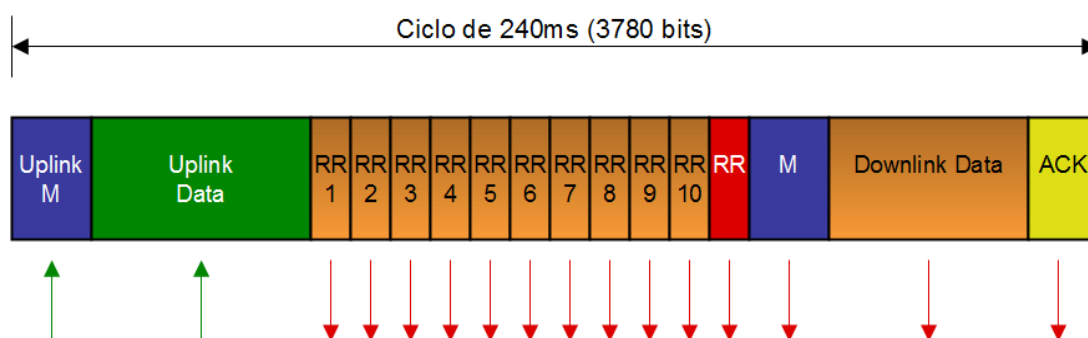 Ciclo de 240ms (3780 bits)
Uplink
M
Uplink
Data
RR
1
RR
2
RR
3
RR
4
RR
5
RR
6
RR
7
RR
8
RR
9
RR
10
RR
M
Downlink Data
ACK